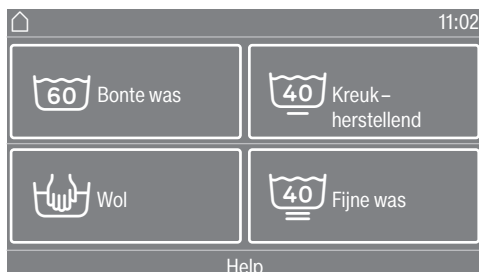 11:02
60 Bonte was
40 Kreuk–
herstellend
Wol
40 Fijne was
Help